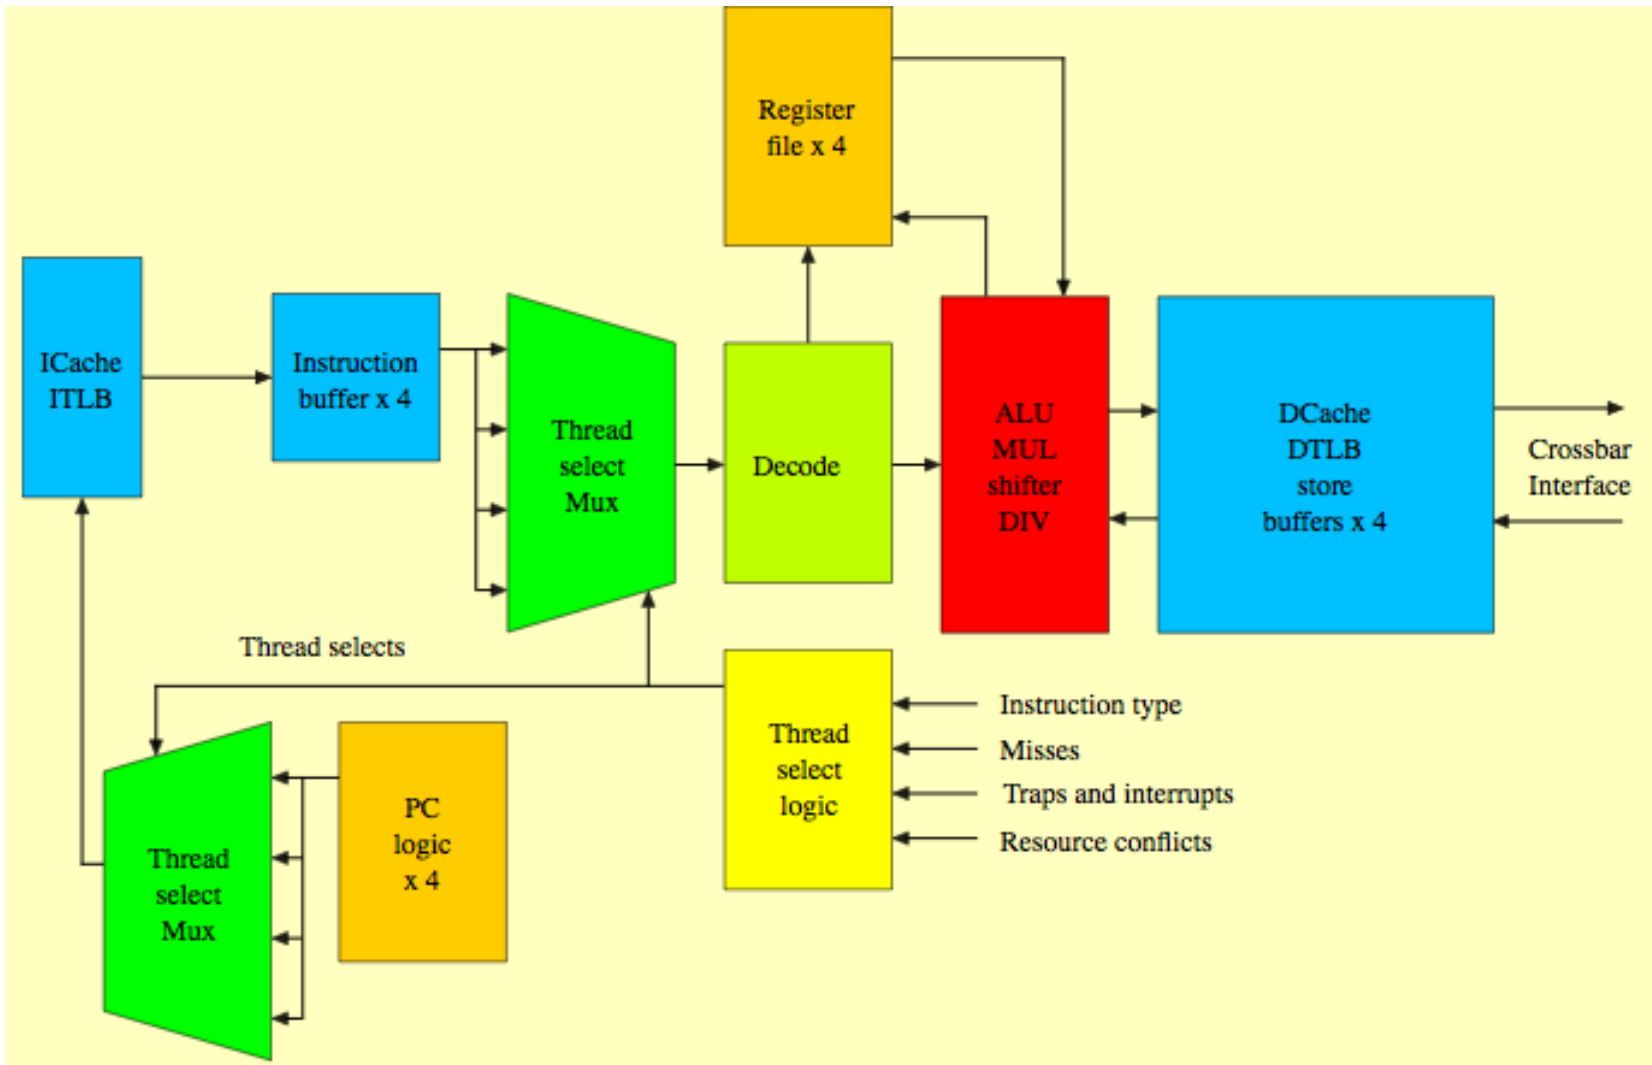 Register
file x 4
ICache
ITLB
Instruction
buffer x 4
Thread
select
Mux
Decode
ALU
MUL
shifter
DIV
DCache
DTLB
store
buffers x 4
Crossbar
Interface
Thread selects
Thread
select
logic
Instruction type
Misses
Traps and interrupts
Resource conflicts
PC
logic
x 4
Thread
select
Mux